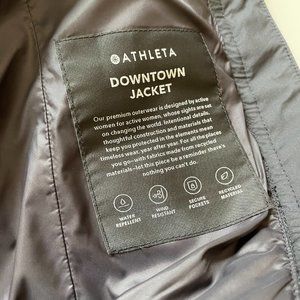 ATHLETA
DOWNTOWN
JACKET
Our premium outerwear is designed by active
women for active women, whose sights are set
on changing the world. Intentional details,
thoughtful construction and materials that
keep you protected in the elements mean
timeless wear, year after year. For all the places
you go—with fabrics made from recycled
materials—let this piece be a reminder there's
nothing you can't do.
WATER
REPELLENT
WIND
RESISTANT
SECURE
POCKETS
RECYCLED
MATERIAL